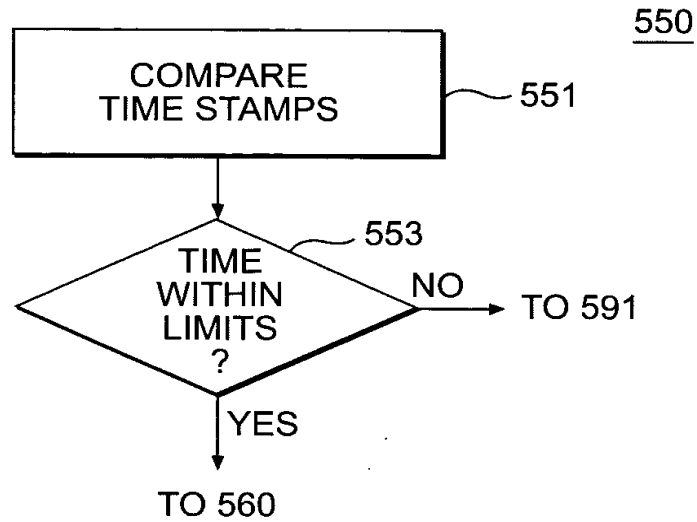 550
COMPARE
TIME STAMPS
551
553
TIME
WITHIN
LIMITS
?
NO
TO 591
YES
TO 560